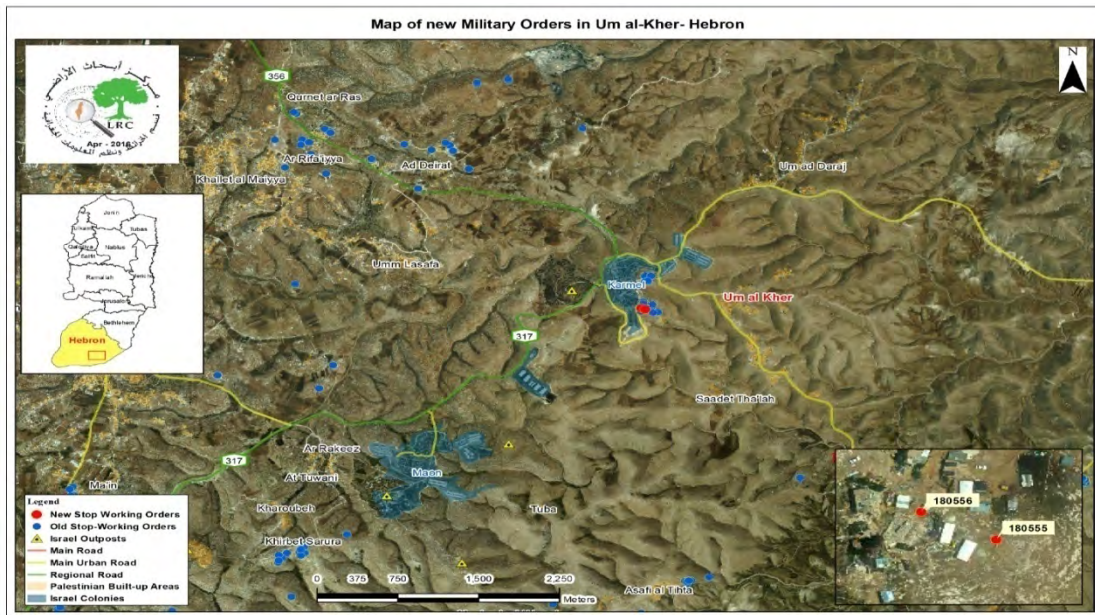 Map of new Military Orders in Um al-Kher- Hebron
مركز أبحاث الأراضي
LRC
Apr - 2018
N
356
Qurnet ar Ras
Ar Rifa'iyya
Ad Deirat
Khallet al Maiyya
Um ad Daraj
Umm Lasafa
Karmel
Um al Kher
317
Saadet Tha'lah
Jenin
Tubas
Nablus
Ramallah
Jerusalem
Bethlehem
Hebron
Ar Rakeez
317
At Tuwani
Maon
Ma'in
Kharoubeh
Tuba
Khirbet Sarura
Asafi al Tihta
180556
180555
Legend
New Stop Working Orders
Old Stop-Working Orders
Israel Outposts
Main Road
Main Urban Road
Regional Road
Palestinian Built-up Areas
Israel Colonies
0 375 750 1,500 2,250
Meters